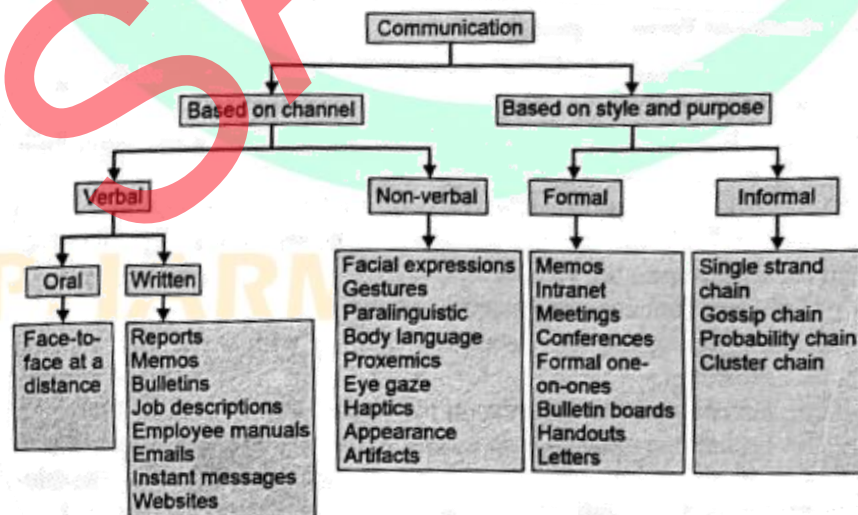 Communication
Based on channel
Based on style and purpose
Verbal
Non-verbal
Formal
Informal
Oral
Written
Face-to-
face at a
distance
Reports
Memos
Bulletins
Job descriptions
Employee manuals
Emails
Instant messages
Websites
Facial expressions
Gestures
Paralinguistic
Body language
Proxemics
Eye gaze
Haptics
Appearance
Artifacts
Memos
Intranet
Meetings
Conferences
Formal one-
on-ones
Bulletin boards
Handouts
Letters
Single strand
chain
Gossip chain
Probability chain
Cluster chain